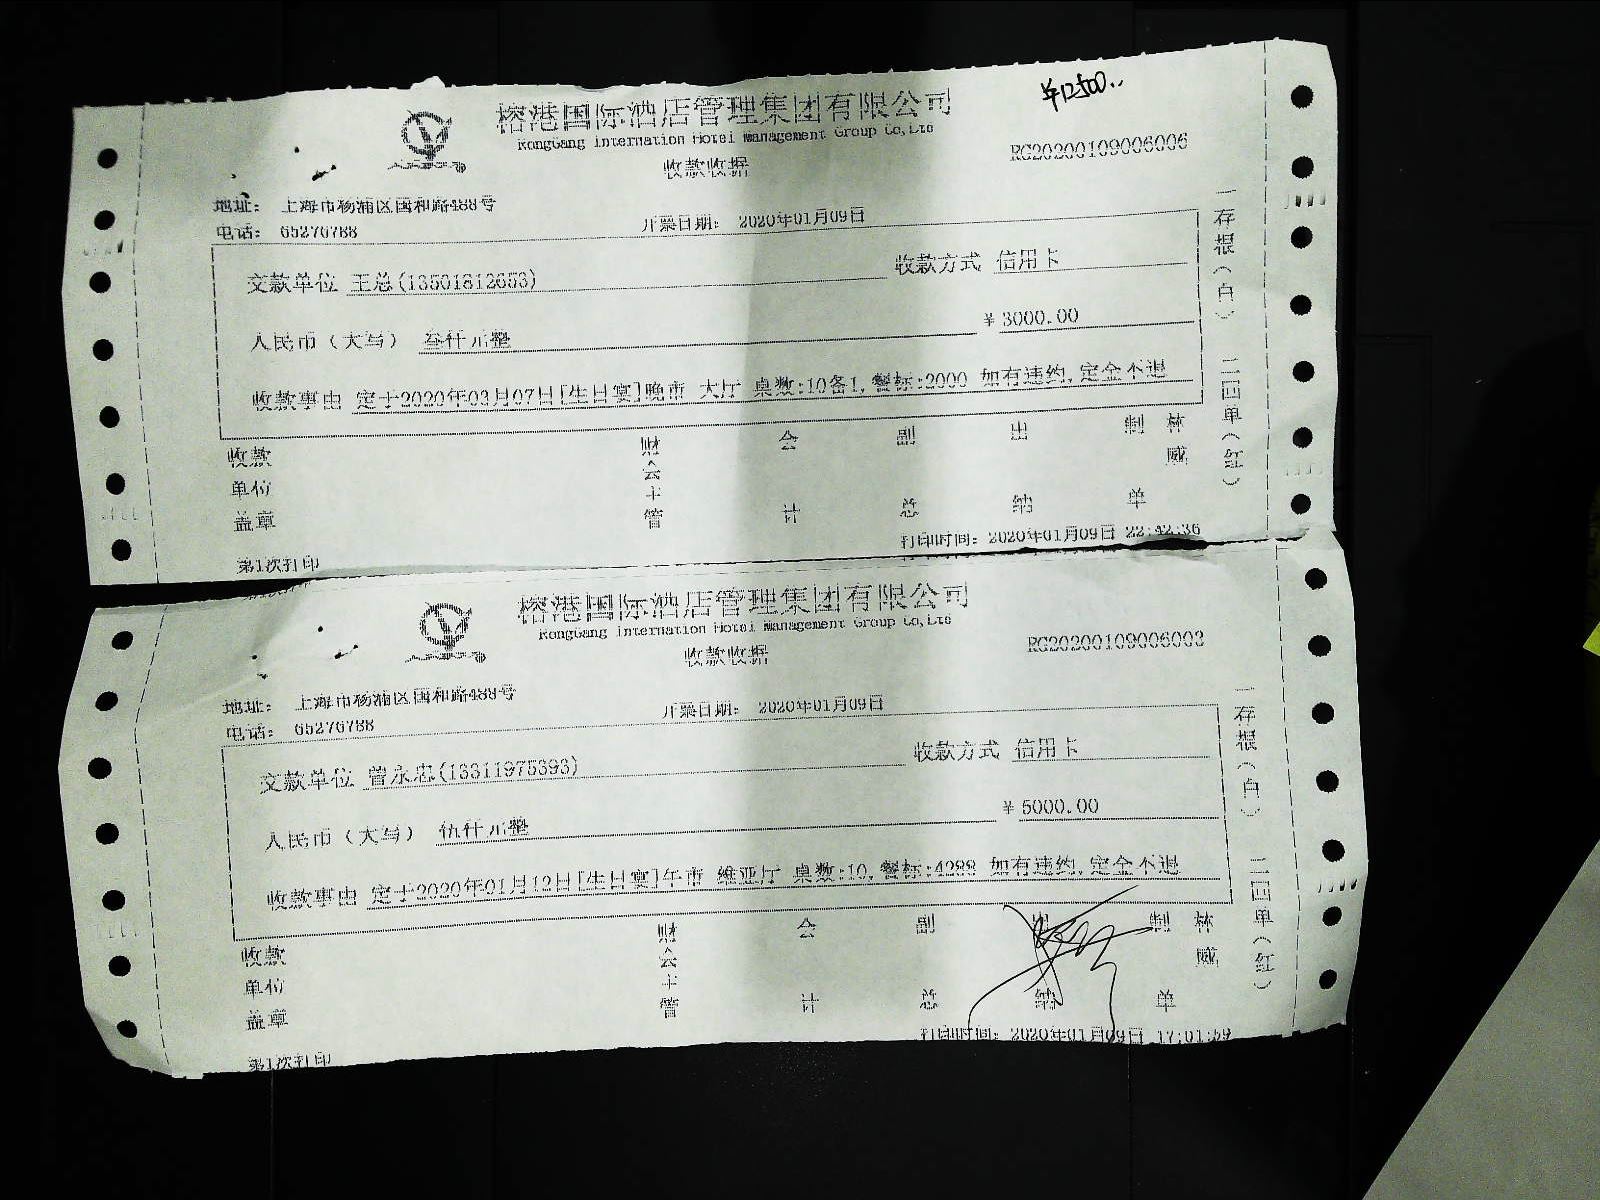 ¥12500..
榕港国际酒店管理集团有限公司
RongGang Internation Hotel Management Group Co,Ltd
收款收据
RG20200109006006
地址： 上海市杨浦区国和路488号
电话： 65276788
开票日期： 2020年01月09日
交款单位 王总(13501812653) 收款方式 信用卡
人民币（大写） 叁仟元整 ¥3000.00
收款事由 定于2020年03月07日[生日宴]晚市 大厅 桌数:10备1,餐标:2000 如有违约,定金不退
收款单位盖章 财会主管 会计 副总 出纳 制单 林威
一存根（白） 二回单（红）
打印时间： 2020年01月09日 22:42:36
第1次打印
榕港国际酒店管理集团有限公司
RongGang Internation Hotel Management Group Co,Ltd
收款收据
RG20200109006003
地址： 上海市杨浦区国和路488号
电话： 65276788
开票日期： 2020年01月09日
交款单位 曾永忠(13311975393) 收款方式 信用卡
人民币（大写） 伍仟元整 ¥5000.00
收款事由 定于2020年01月12日[生日宴]午市 维亚厅 桌数:10,餐标:4288 如有违约,定金不退
收款单位盖章 财会主管 会计 副总 出纳 制单 林威
一存根（白） 二回单（红）
打印时间： 2020年01月09日 17:01:59
第1次打印